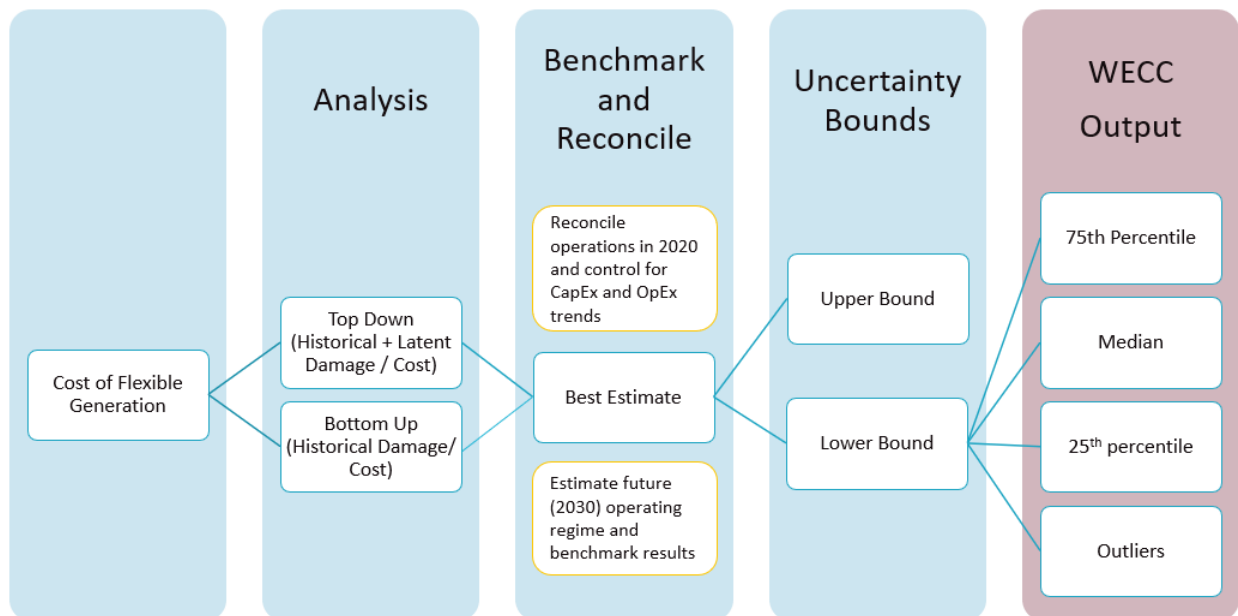 Cost of Flexible
Generation
Analysis
Top Down
(Historical + Latent
Damage / Cost)
Bottom Up
(Historical Damage/
Cost)
Benchmark
and
Reconcile
Reconcile
operations in 2020
and control for
CapEx and OpEx
trends
Best Estimate
Estimate future
(2030) operating
regime and
benchmark results
Uncertainty
Bounds
Upper Bound
Lower Bound
WECC
Output
75th Percentile
Median
25th percentile
Outliers